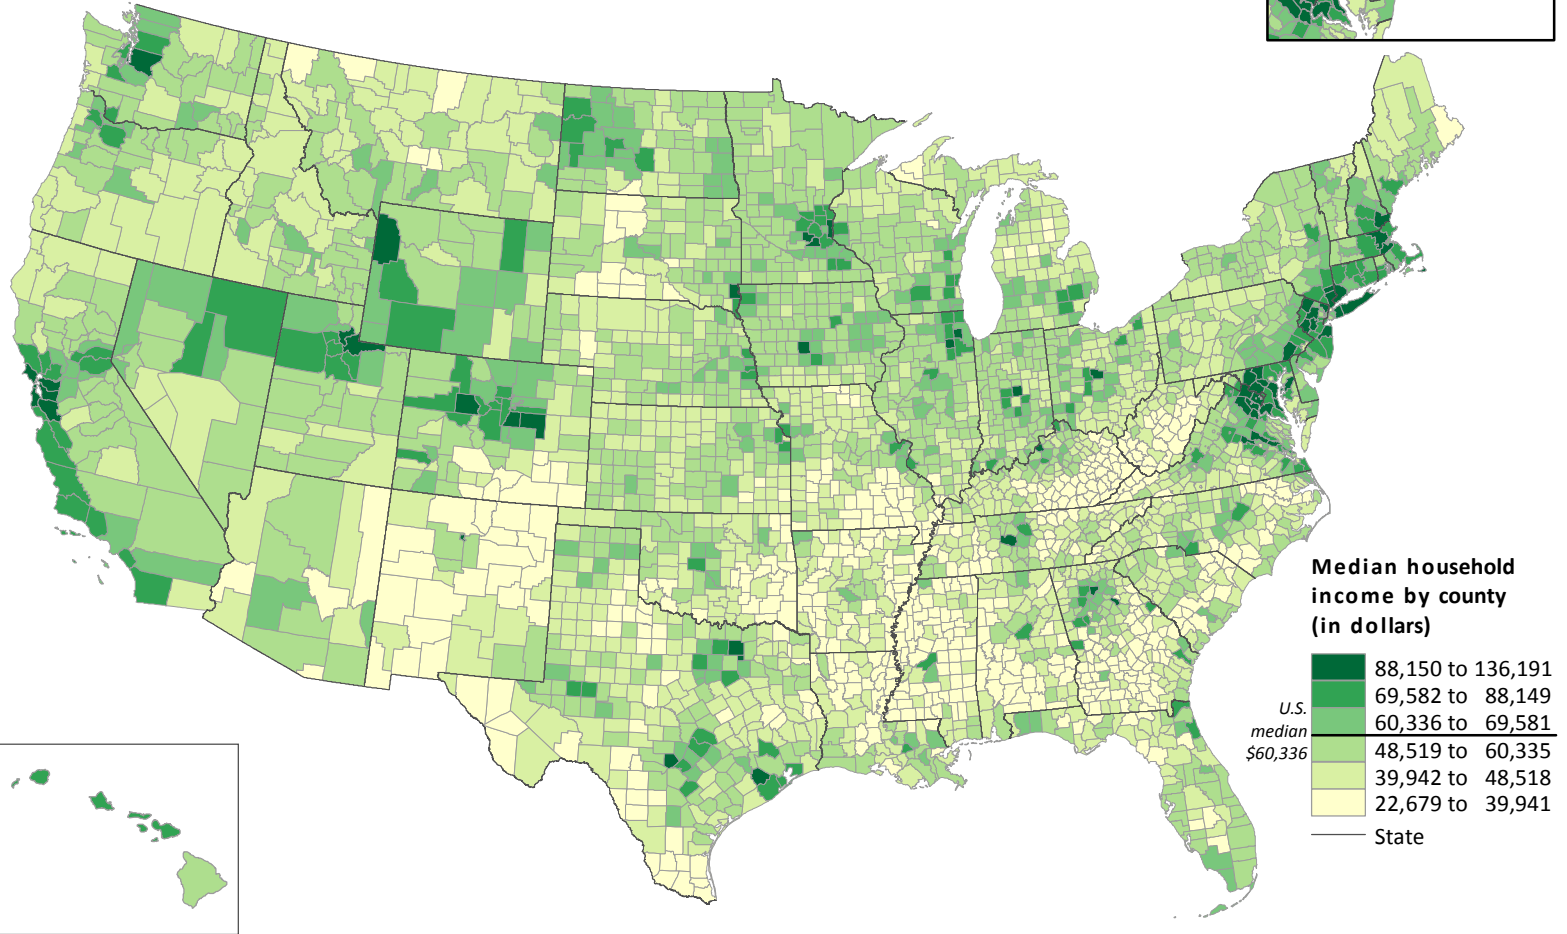 Median household
income by county
(in dollars)
88,150 to 136,191
69,582 to 88,149
60,336 to 69,581
U.S.
median
$60,336
48,519 to 60,335
39,942 to 48,518
22,679 to 39,941
State